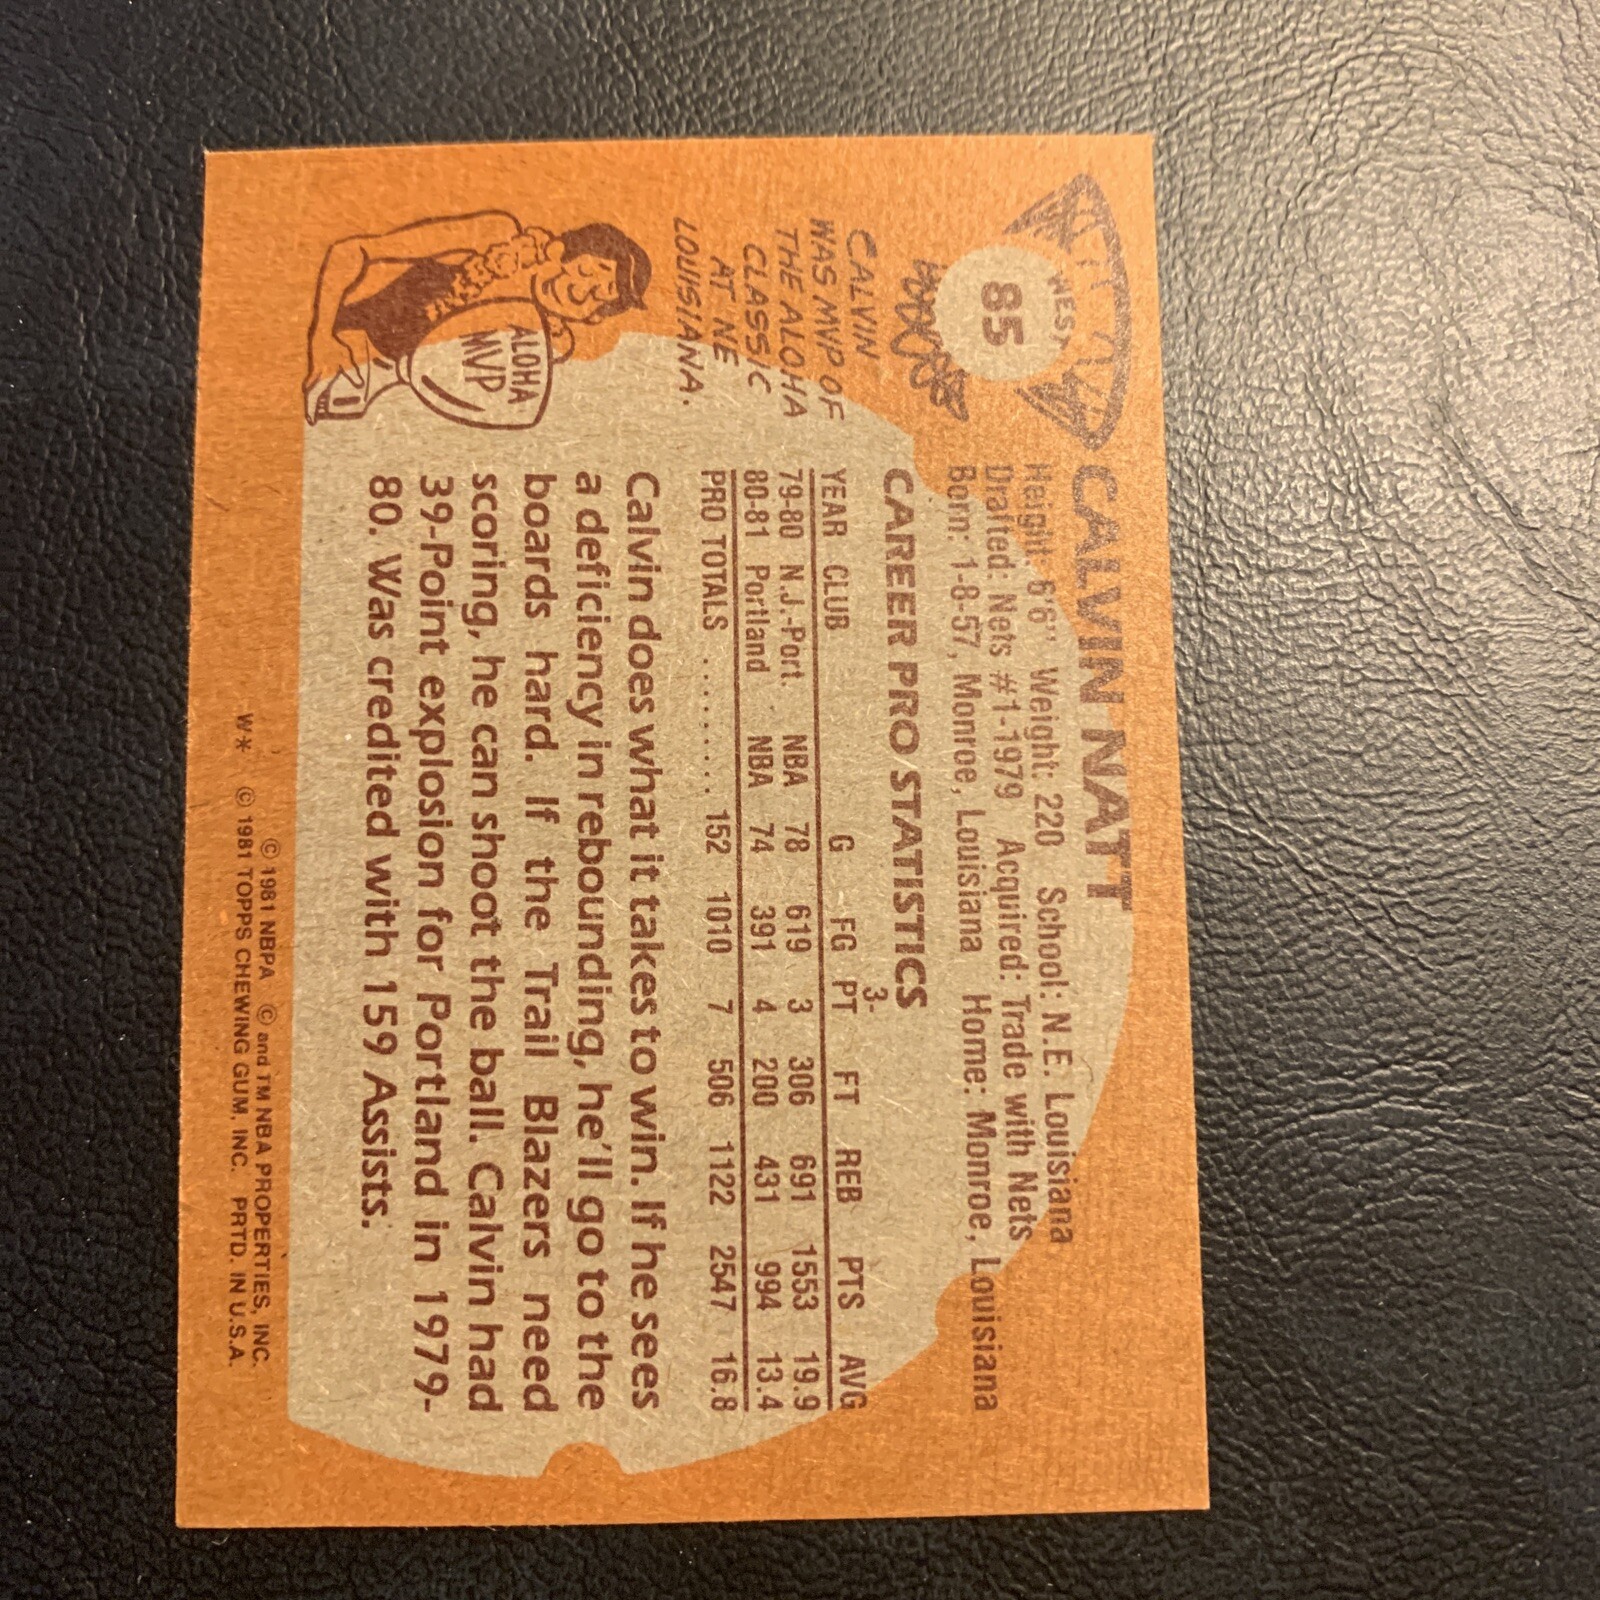 WEST
85
CALVIN NATT
Height: 6'6" Weight: 220 School: N.E. Louisiana
Drafted: Nets #1-1979 Acquired: Trade with Nets
Born: 1-8-57, Monroe, Louisiana Home: Monroe, Louisiana
CALVIN
WAS MVP OF
THE ALOHA
CLASSIC
AT NE
LOUISIANA.
ALOHA
MVP
CAREER PRO STATISTICS
3-
YEAR CLUB G FG PT FT REB PTS AVG
79-80 N.J.-Port. NBA 78 619 3 306 691 1553 19.9
80-81 Portland NBA 74 391 4 200 431 994 13.4
PRO TOTALS ......... 152 1010 7 506 1122 2547 16.8
Calvin does what it takes to win. If he sees
a deficiency in rebounding, he'll go to the
boards hard. If the Trail Blazers need
scoring, he can shoot the ball. Calvin had
39-Point explosion for Portland in 1979-
80. Was credited with 159 Assists.
© 1981 NBPA © and TM NBA PROPERTIES, INC.
W* © 1981 TOPPS CHEWING GUM, INC. PRTD. IN U.S.A.